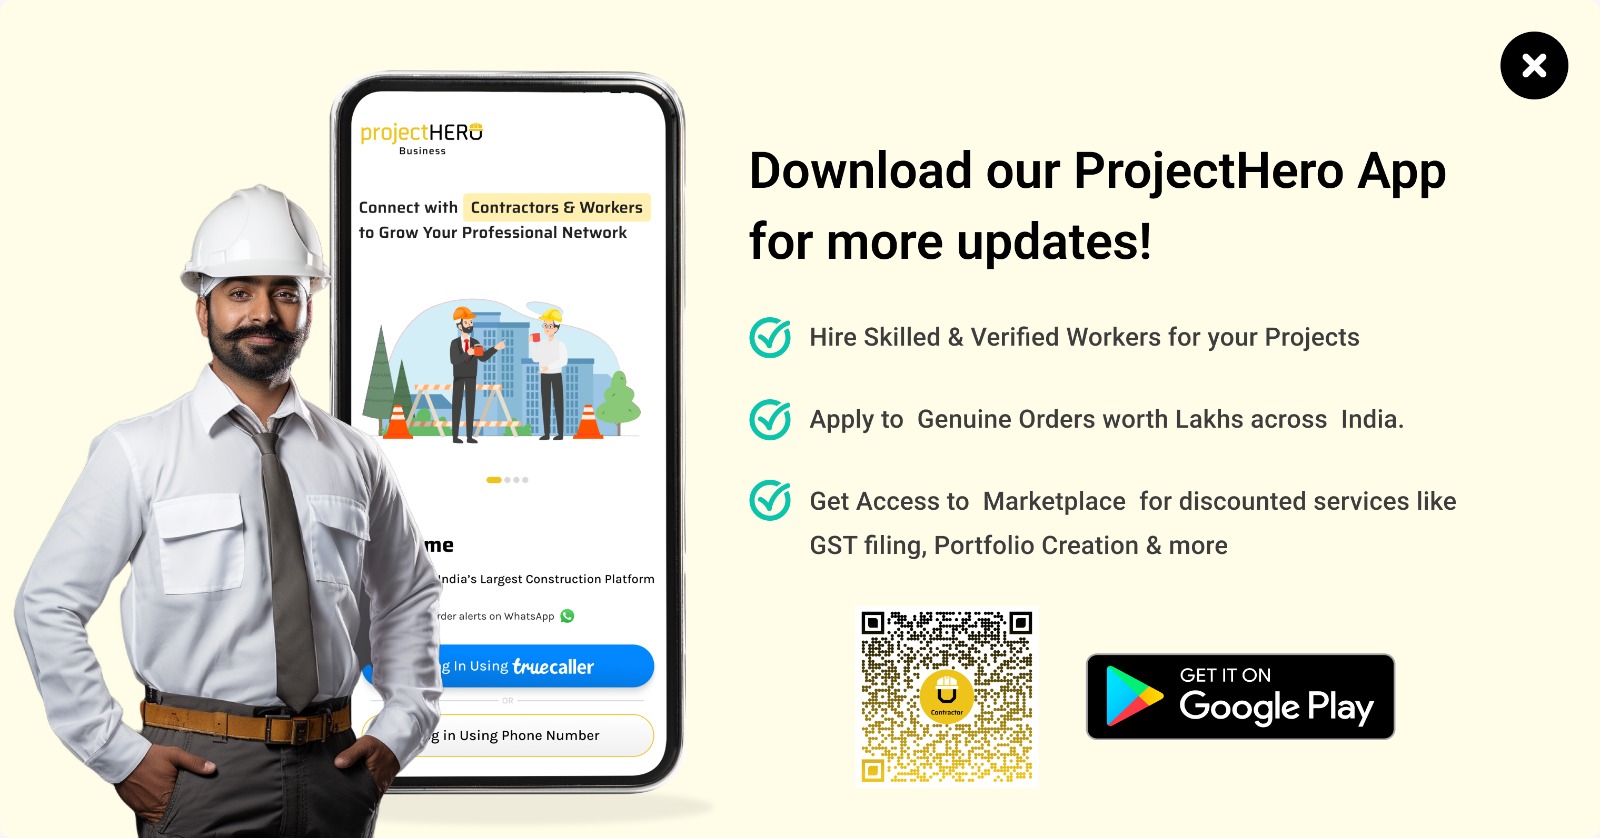 projectHERO
Business
Connect with Contractors & Workers
to Grow Your Professional Network
India's Largest Construction Platform
alerts on WhatsApp
In Using truecaller
OR
in Using Phone Number
Download our ProjectHero App
for more updates!
Hire Skilled & Verified Workers for your Projects
Apply to Genuine Orders worth Lakhs across India.
Get Access to Marketplace for discounted services like
GST filing, Portfolio Creation & more
Contractor
GET IT ON
Google Play